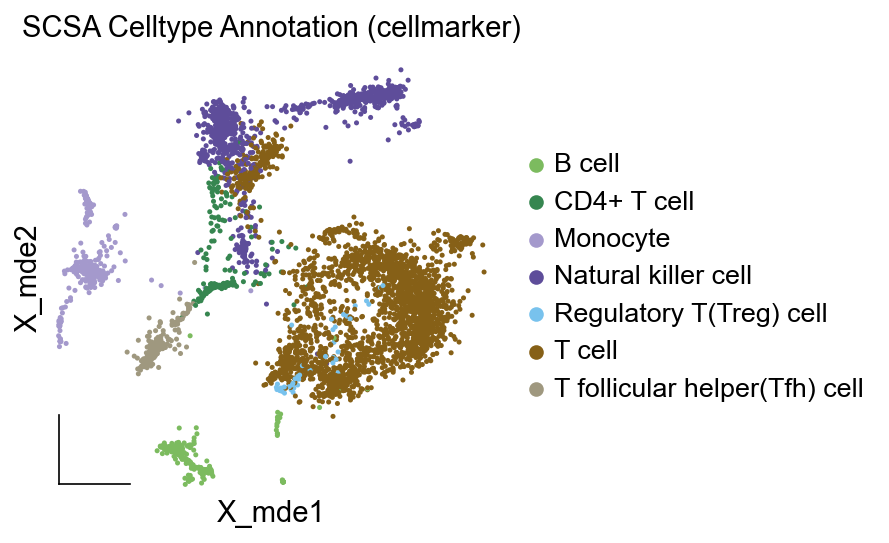 SCSA Celltype Annotation (cellmarker)
X_mde2
X_mde1
B cell
CD4+ T cell
Monocyte
Natural killer cell
Regulatory T(Treg) cell
T cell
T follicular helper(Tfh) cell